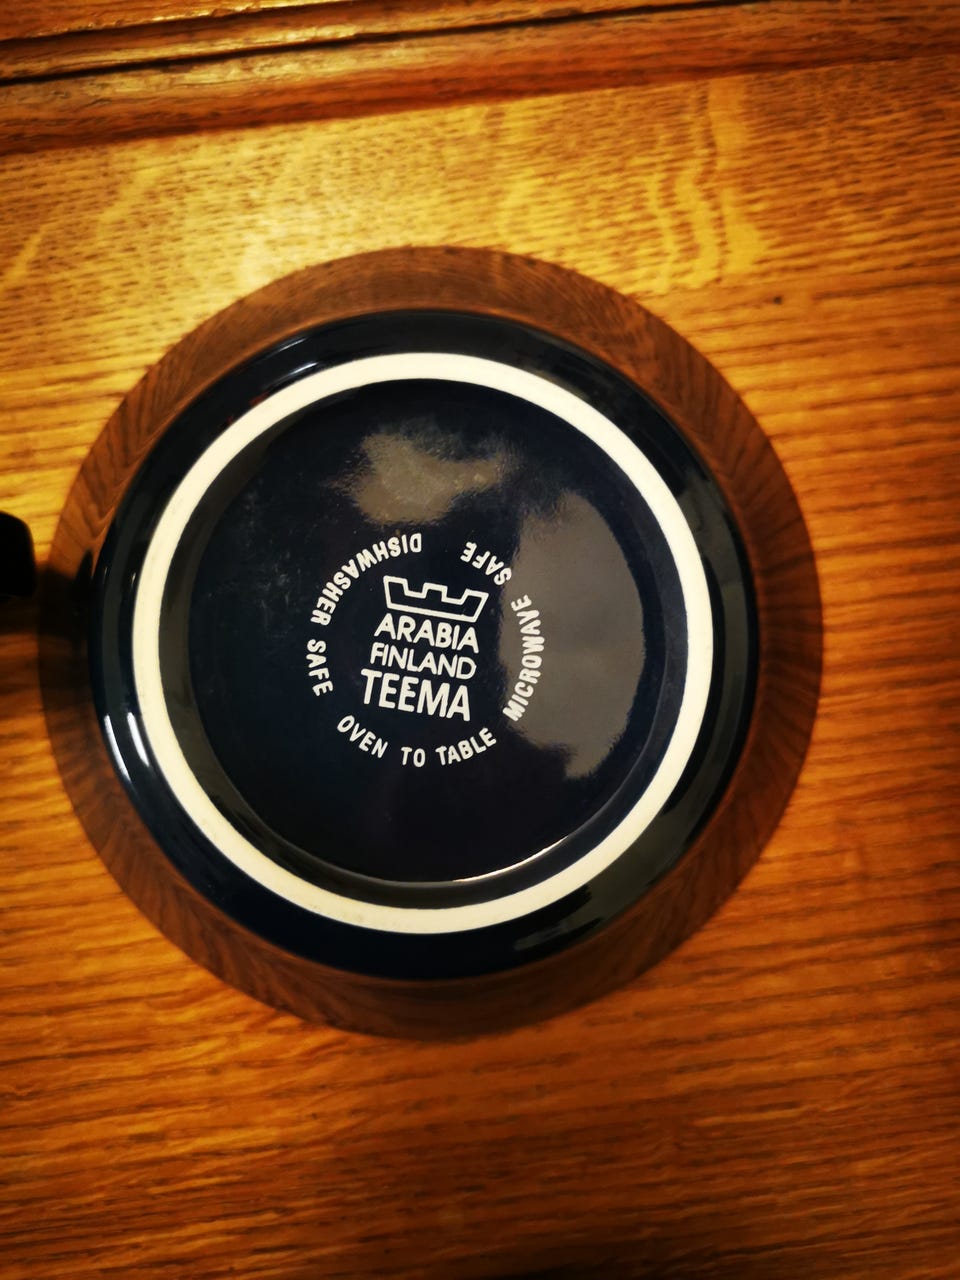 ARABIA
FINLAND
TEEMA
DISHWASHER SAFE
OVEN TO TABLE
MICROWAVE SAFE